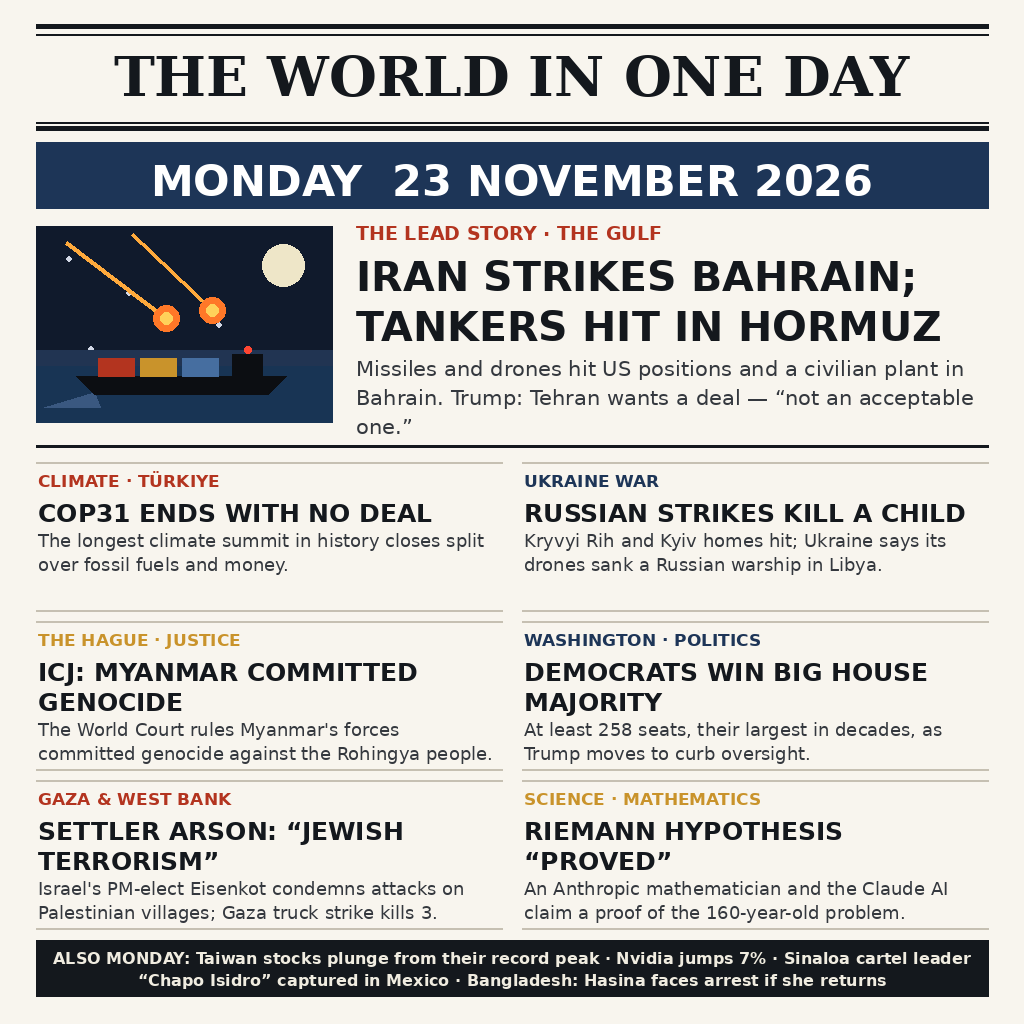 THE WORLD IN ONE DAY
MONDAY  23 NOVEMBER 2026
THE LEAD STORY · THE GULF
IRAN STRIKES BAHRAIN;
TANKERS HIT IN HORMUZ
Missiles and drones hit US positions and a civilian plant in
Bahrain. Trump: Tehran wants a deal — “not an acceptable
one.”
CLIMATE · TÜRKIYE
COP31 ENDS WITH NO DEAL
The longest climate summit in history closes split
over fossil fuels and money.
UKRAINE WAR
RUSSIAN STRIKES KILL A CHILD
Kryvyi Rih and Kyiv homes hit; Ukraine says its
drones sank a Russian warship in Libya.
THE HAGUE · JUSTICE
ICJ: MYANMAR COMMITTED
GENOCIDE
The World Court rules Myanmar's forces
committed genocide against the Rohingya people.
WASHINGTON · POLITICS
DEMOCRATS WIN BIG HOUSE
MAJORITY
At least 258 seats, their largest in decades, as
Trump moves to curb oversight.
GAZA & WEST BANK
SETTLER ARSON: “JEWISH
TERRORISM”
Israel's PM-elect Eisenkot condemns attacks on
Palestinian villages; Gaza truck strike kills 3.
SCIENCE · MATHEMATICS
RIEMANN HYPOTHESIS
“PROVED”
An Anthropic mathematician and the Claude AI
claim a proof of the 160-year-old problem.
ALSO MONDAY: Taiwan stocks plunge from their record peak · Nvidia jumps 7% · Sinaloa cartel leader
“Chapo Isidro” captured in Mexico · Bangladesh: Hasina faces arrest if she returns